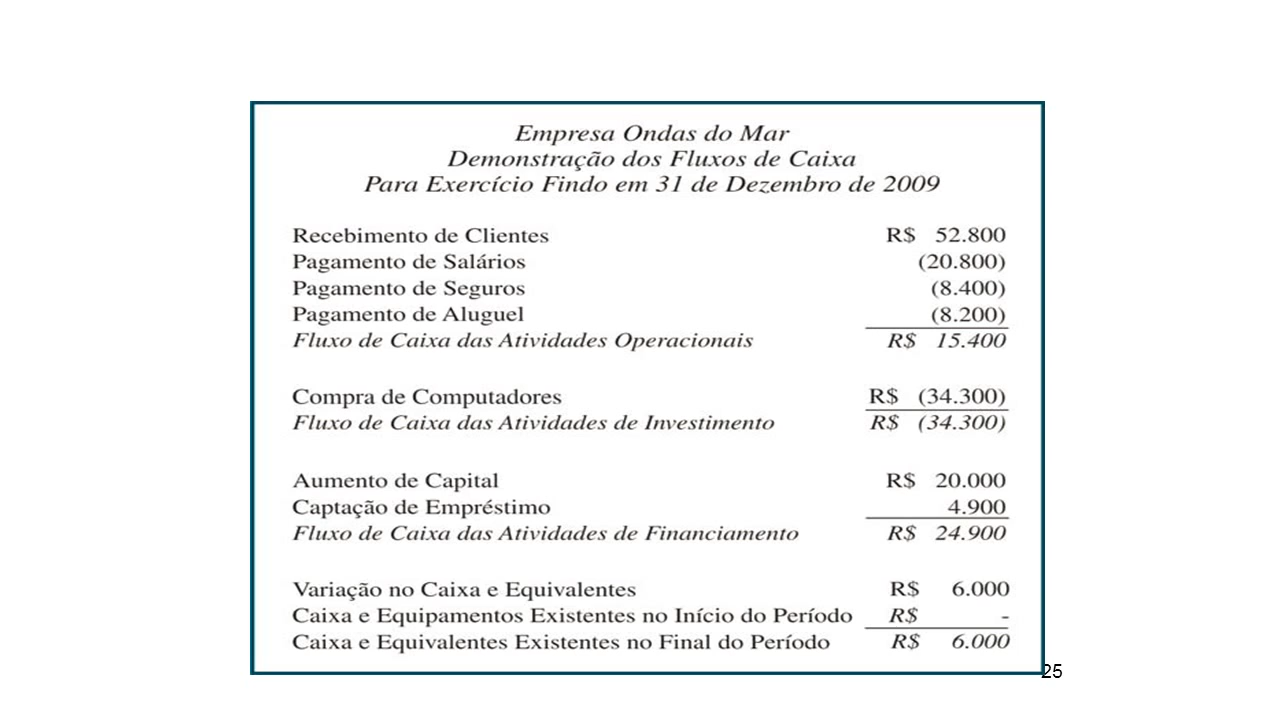 Empresa Ondas do Mar
Demonstração dos Fluxos de Caixa
Para Exercício Findo em 31 de Dezembro de 2009
Recebimento de Clientes R$ 52.800
Pagamento de Salários (20.800)
Pagamento de Seguros (8.400)
Pagamento de Aluguel (8.200)
Fluxo de Caixa das Atividades Operacionais R$ 15.400
Compra de Computadores R$ (34.300)
Fluxo de Caixa das Atividades de Investimento R$ (34.300)
Aumento de Capital R$ 20.000
Captação de Empréstimo 4.900
Fluxo de Caixa das Atividades de Financiamento R$ 24.900
Variação no Caixa e Equivalentes R$ 6.000
Caixa e Equipamentos Existentes no Início do Período R$ -
Caixa e Equivalentes Existentes no Final do Período R$ 6.000
25